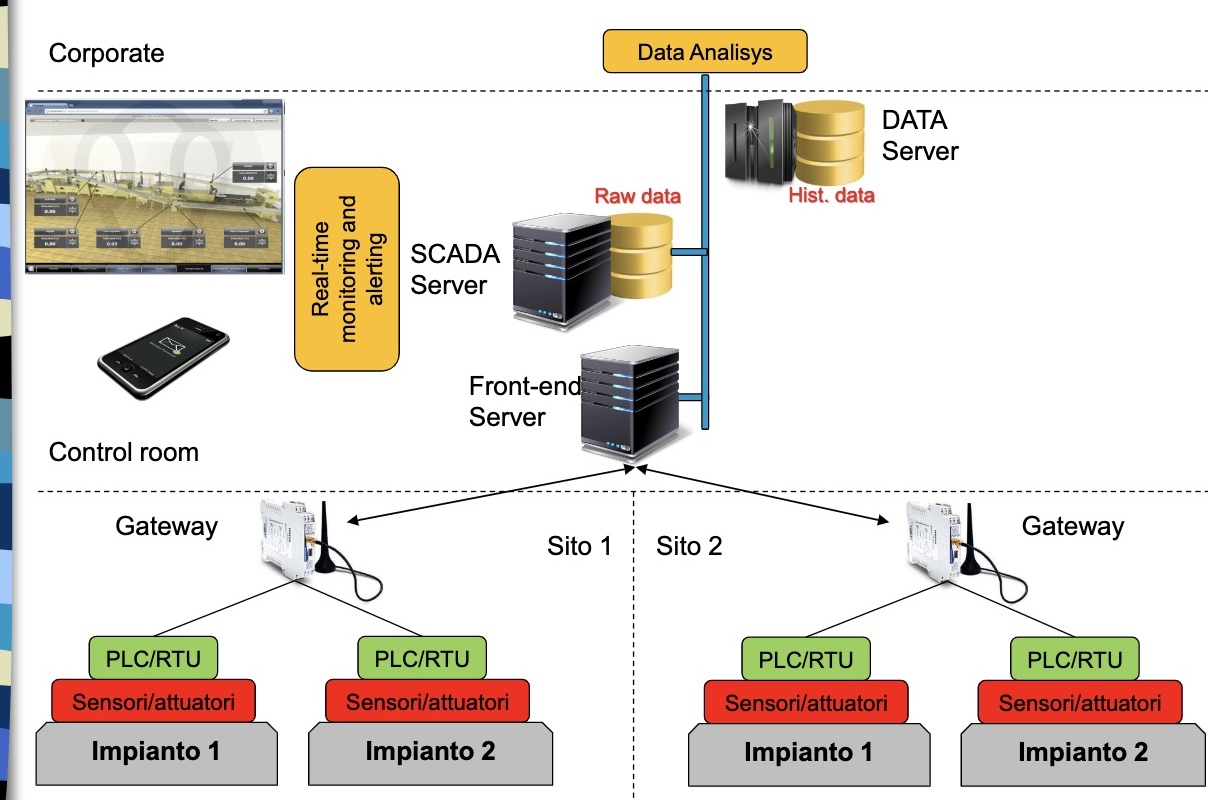 Corporate
Data Analisys
DATA
Server
Hist. data
Raw data
SCADA
Server
Real-time
monitoring and
alerting
Front-end
Server
Control room
Gateway
Sito 1
Sito 2
Gateway
PLC/RTU
PLC/RTU
PLC/RTU
PLC/RTU
Sensori/attuatori
Sensori/attuatori
Sensori/attuatori
Sensori/attuatori
Impianto 1
Impianto 2
Impianto 1
Impianto 2